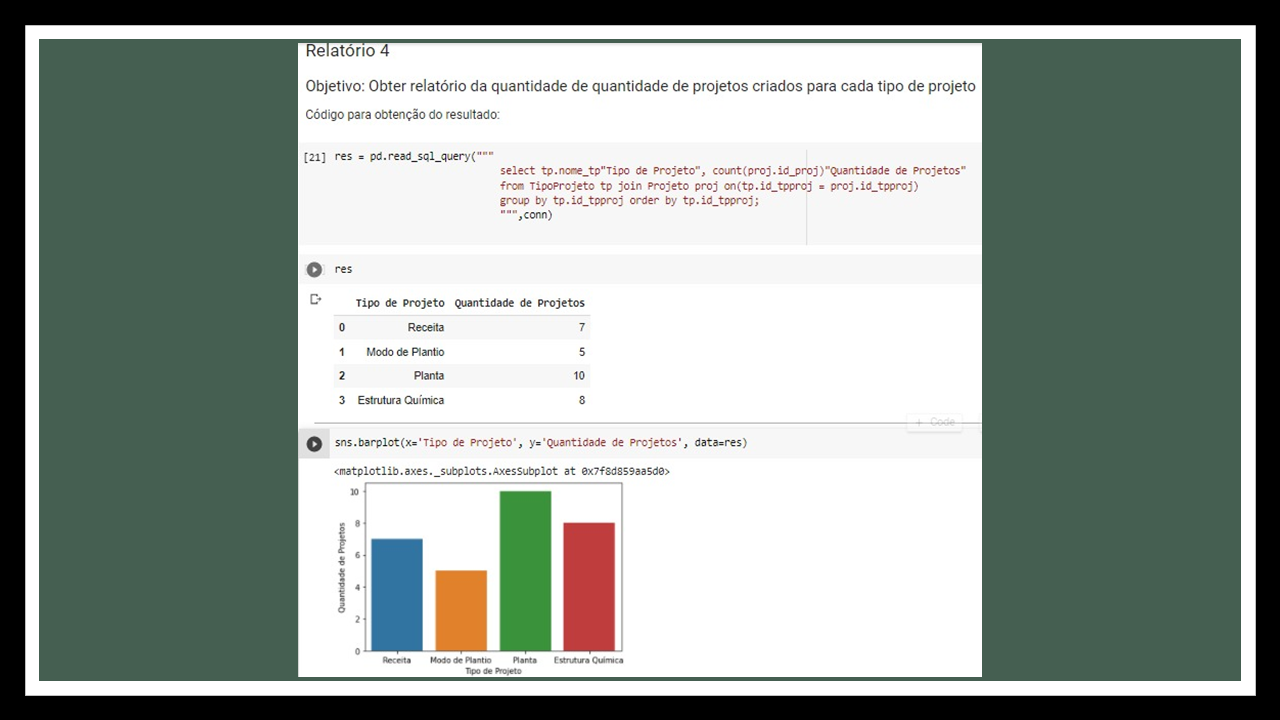 Relatório 4
Objetivo: Obter relatório da quantidade de quantidade de projetos criados para cada tipo de projeto
Código para obtenção do resultado:
[21] res = pd.read_sql_query("""
select tp.nome_tp"Tipo de Projeto", count(proj.id_proj)"Quantidade de Projetos"
from TipoProjeto tp join Projeto proj on(tp.id_tpproj = proj.id_tpproj)
group by tp.id_tpproj order by tp.id_tpproj;
""",conn)
res
Tipo de Projeto Quantidade de Projetos
0 Receita 7
1 Modo de Plantio 5
2 Planta 10
3 Estrutura Química 8
+ Code
sns.barplot(x='Tipo de Projeto', y='Quantidade de Projetos', data=res)
<matplotlib.axes._subplots.AxesSubplot at 0x7f8d859aa5d0>
Quantidade de Projetos
10
8
6
4
2
0
Receita Modo de Plantio Planta Estrutura Química
Tipo de Projeto